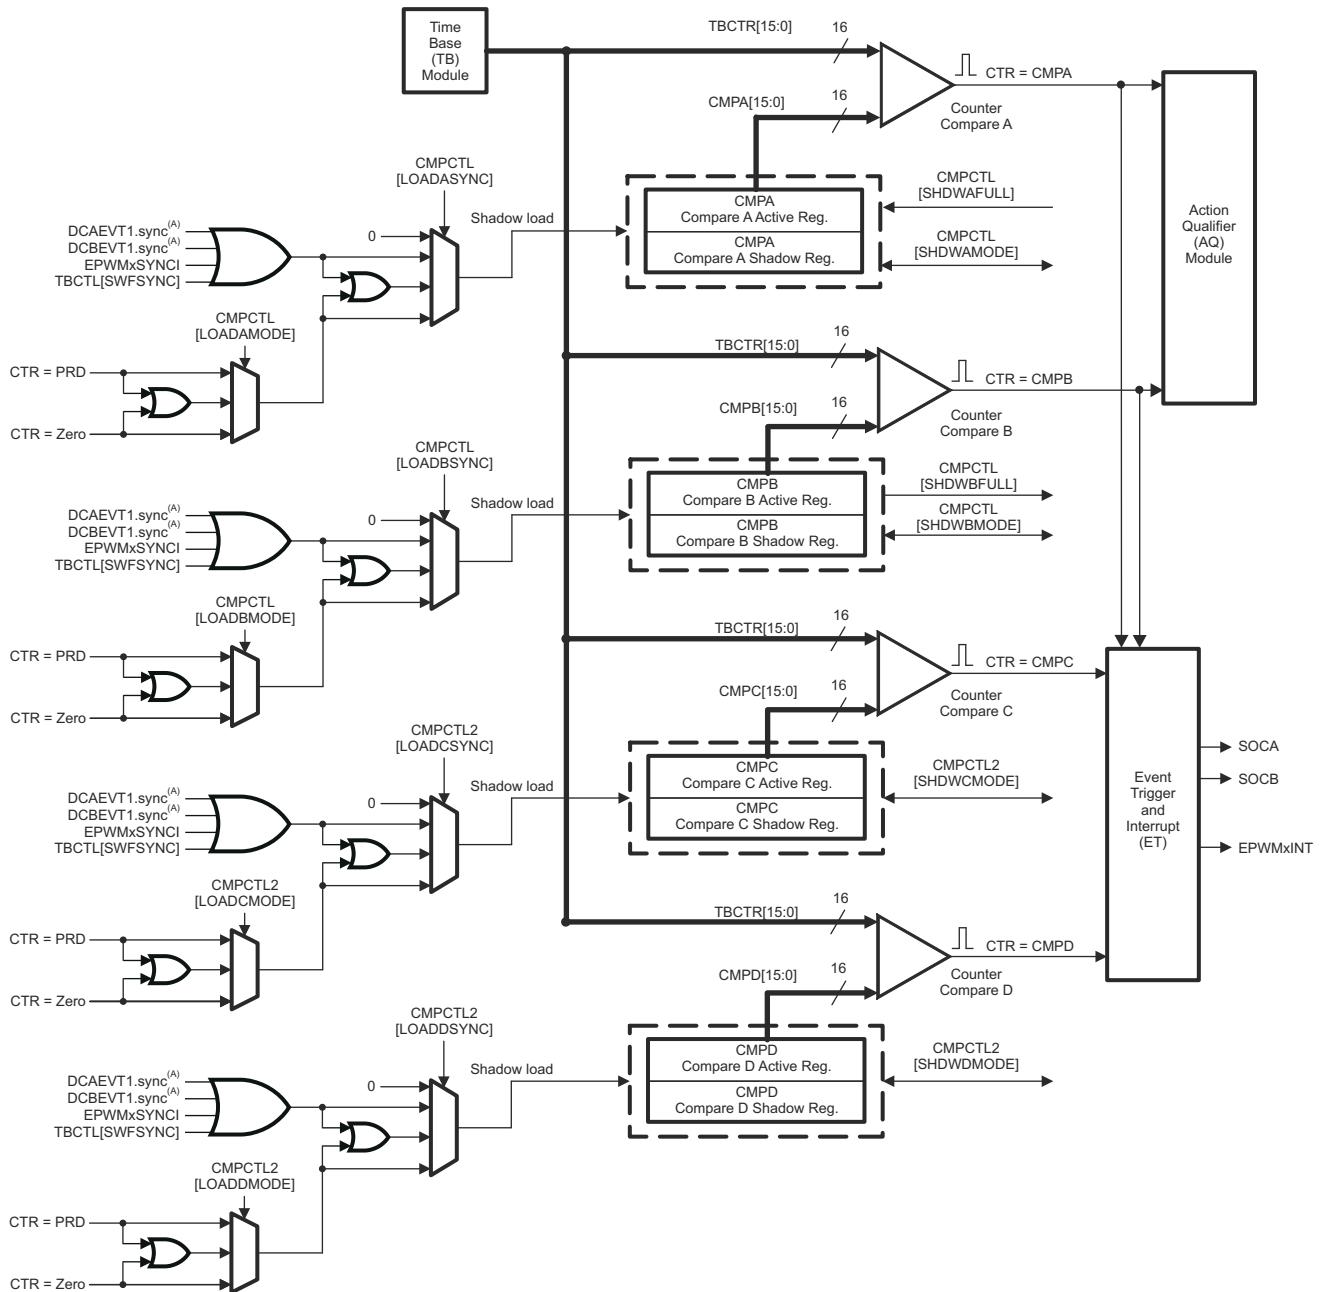 Time
Base
(TB)
Module
TBCTR[15:0]
16
CTR = CMPA
CMPA[15:0]
16
Counter
Compare A
CMPCTL
[LOADASYNC]
Shadow load
0
DCAEVT1.sync(A)
DCBEVT1.sync(A)
EPWMxSYNCI
TBCTL[SWFSYNC]
CMPCTL
[LOADAMODE]
CTR = PRD
CTR = Zero
CMPA
Compare A Active Reg.
CMPA
Compare A Shadow Reg.
CMPCTL
[SHDWAFULL]
CMPCTL
[SHDWAMODE]
Action
Qualifier
(AQ)
Module
TBCTR[15:0]
16
CTR = CMPB
CMPB[15:0]
16
Counter
Compare B
CMPCTL
[LOADBSYNC]
Shadow load
0
DCAEVT1.sync(A)
DCBEVT1.sync(A)
EPWMxSYNCI
TBCTL[SWFSYNC]
CMPCTL
[LOADBMODE]
CTR = PRD
CTR = Zero
CMPB
Compare B Active Reg.
CMPB
Compare B Shadow Reg.
CMPCTL
[SHDWBFULL]
CMPCTL
[SHDWBMODE]
TBCTR[15:0]
16
CTR = CMPC
CMPC[15:0]
16
Counter
Compare C
CMPCTL2
[LOADCSYNC]
Shadow load
0
DCAEVT1.sync(A)
DCBEVT1.sync(A)
EPWMxSYNCI
TBCTL[SWFSYNC]
CMPCTL2
[LOADCMODE]
CTR = PRD
CTR = Zero
CMPC
Compare C Active Reg.
CMPC
Compare C Shadow Reg.
CMPCTL2
[SHDWCMODE]
Event
Trigger
and
Interrupt
(ET)
SOCA
SOCB
EPWMxINT
TBCTR[15:0]
16
CTR = CMPD
CMPD[15:0]
16
Counter
Compare D
CMPCTL2
[LOADDSYNC]
Shadow load
0
DCAEVT1.sync(A)
DCBEVT1.sync(A)
EPWMxSYNCI
TBCTL[SWFSYNC]
CMPCTL2
[LOADDMODE]
CTR = PRD
CTR = Zero
CMPD
Compare D Active Reg.
CMPD
Compare D Shadow Reg.
CMPCTL2
[SHDWDMODE]